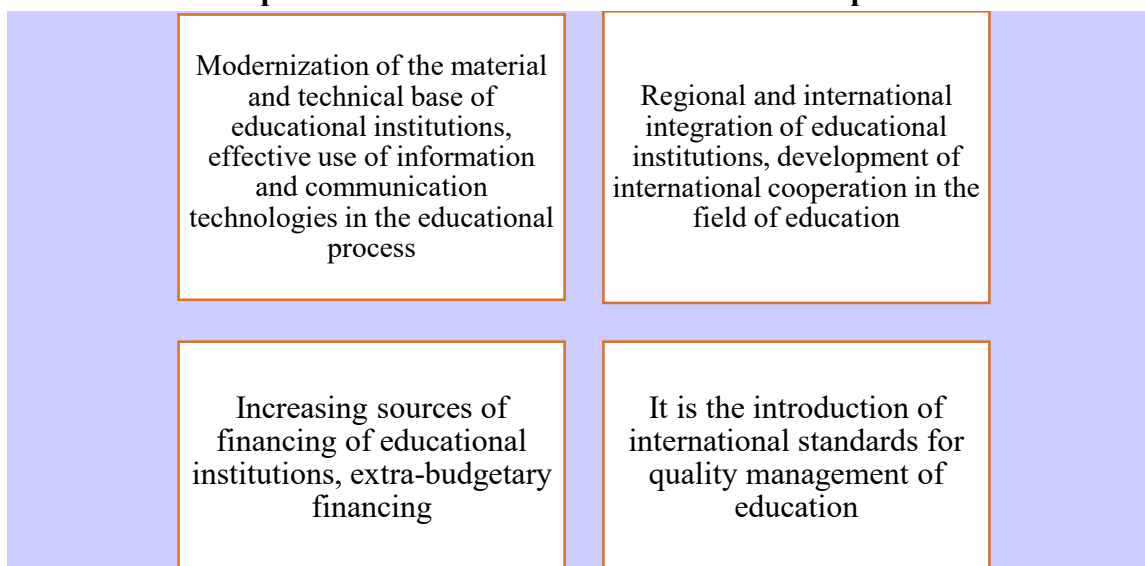 Modernization of the material
and technical base of
educational institutions,
effective use of information
and communication
technologies in the educational
process
Regional and international
integration of educational
institutions, development of
international cooperation in the
field of education
Increasing sources of
financing of educational
institutions, extra-budgetary
financing
It is the introduction of
international standards for
quality management of
education